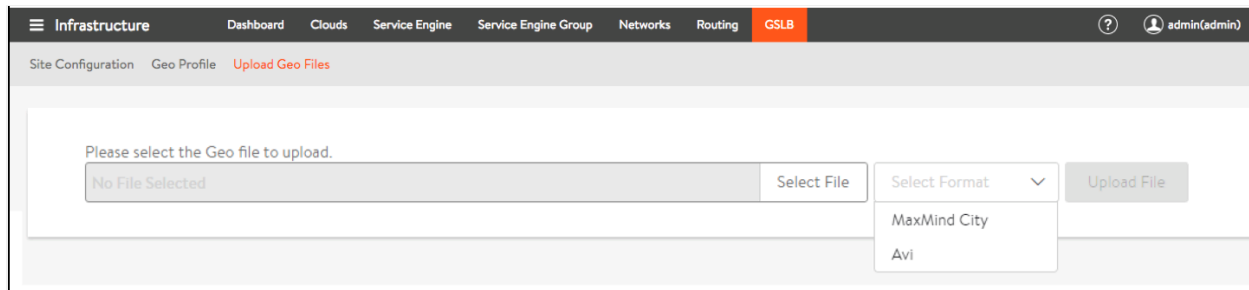 Infrastructure Dashboard Clouds Service Engine Service Engine Group Networks Routing GSLB ? admin(admin)
Site Configuration Geo Profile Upload Geo Files
Please select the Geo file to upload.
No File Selected Select File Select Format Upload File
MaxMind City
Avi